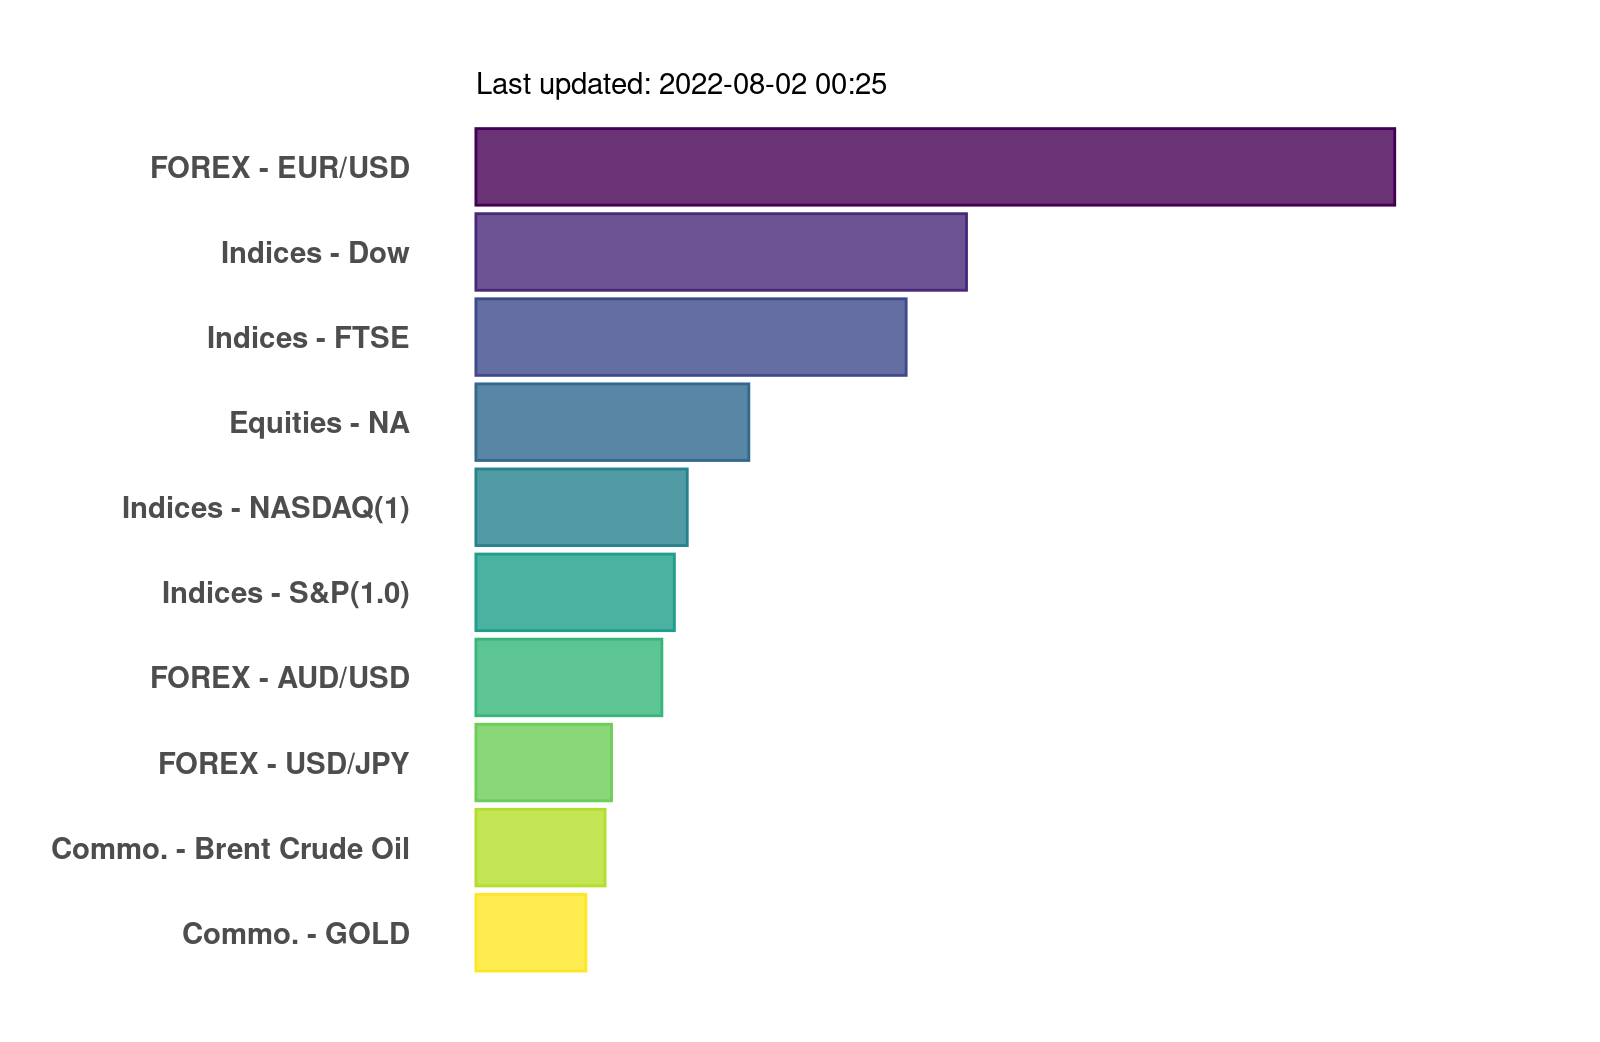 Last updated: 2022-08-02 00:25
FOREX - EUR/USD
Indices - Dow
Indices - FTSE
Equities - NA
Indices - NASDAQ(1)
Indices - S&P(1.0)
FOREX - AUD/USD
FOREX - USD/JPY
Commo. - Brent Crude Oil
Commo. - GOLD